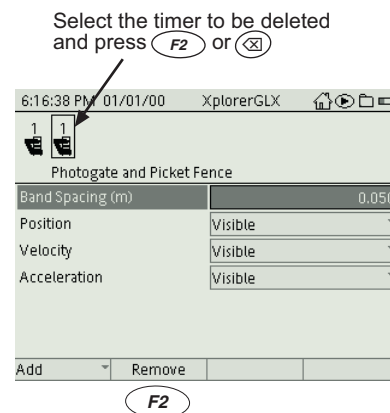 Select the timer to be deleted
and press F2 or
6:16:38 PM 01/01/00 XplorerGLX
1 1
Photogate and Picket Fence
Band Spacing (m) 0.050
Position Visible
Velocity Visible
Acceleration Visible
Add Remove
F2